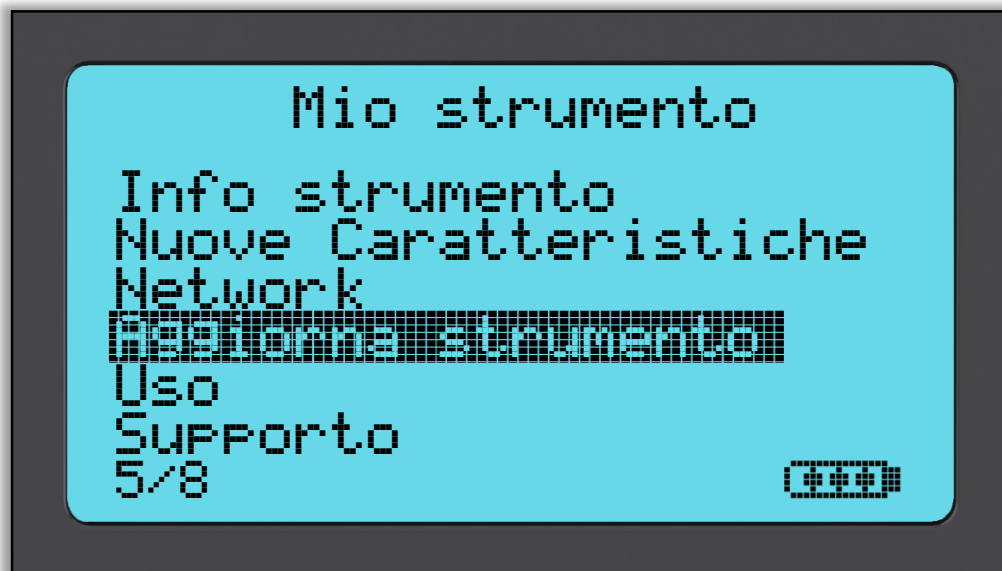 Mio strumento
Info strumento
Nuove Caratteristiche
Network
Aggiorna strumento
Uso
Supporto
5/8